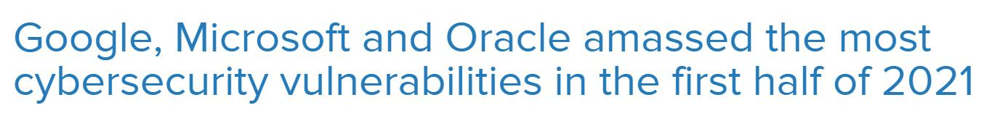 Google, Microsoft and Oracle amassed the most
cybersecurity vulnerabilities in the first half of 2021